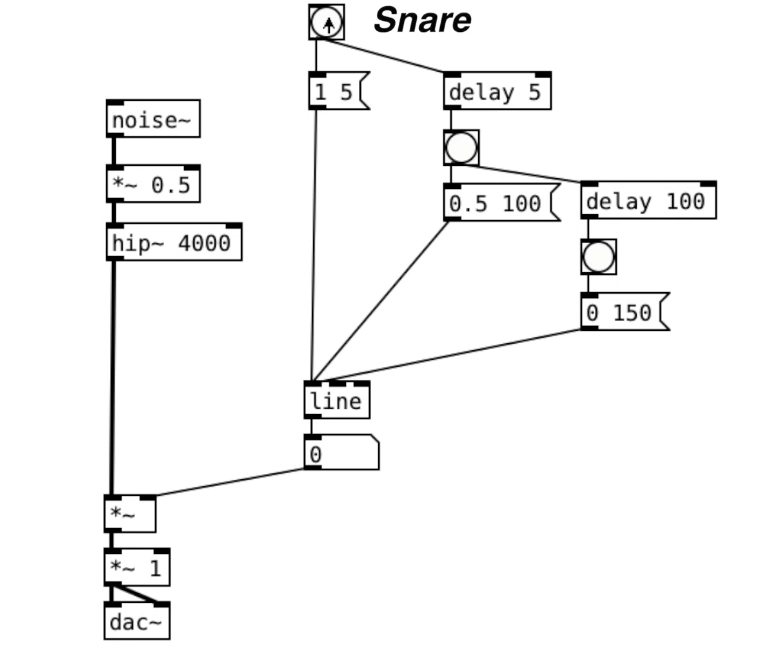 Snare
1 5
delay 5
noise~
*~ 0.5
0.5 100
delay 100
hip~ 4000
0 150
line
0
*~
*~ 1
dac~